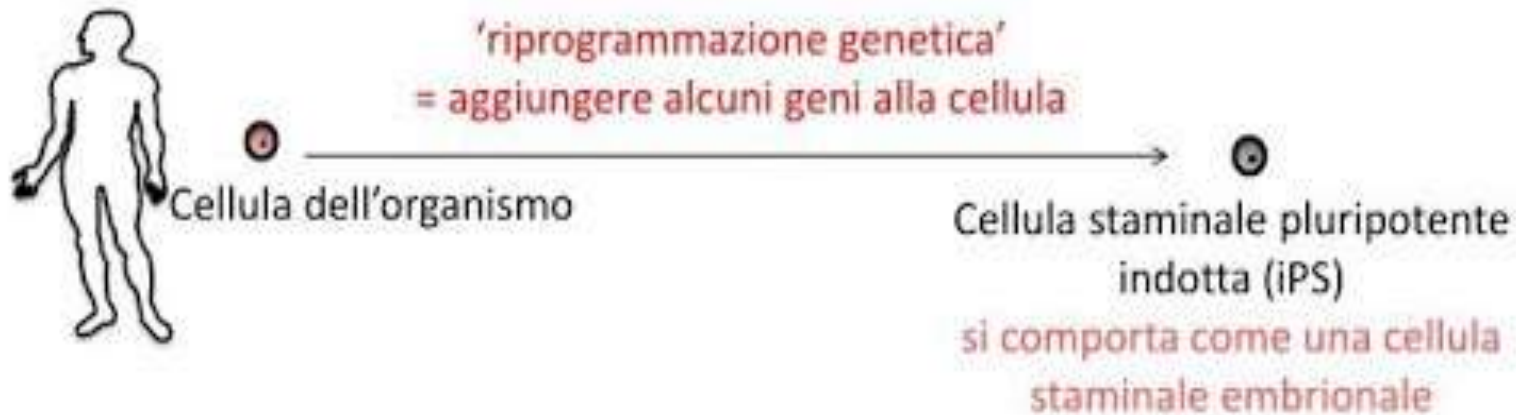 'riprogrammazione genetica'
= aggiungere alcuni geni alla cellula
Cellula dell'organismo
Cellula staminale pluripotente
indotta (iPS)
si comporta come una cellula
staminale embrionale